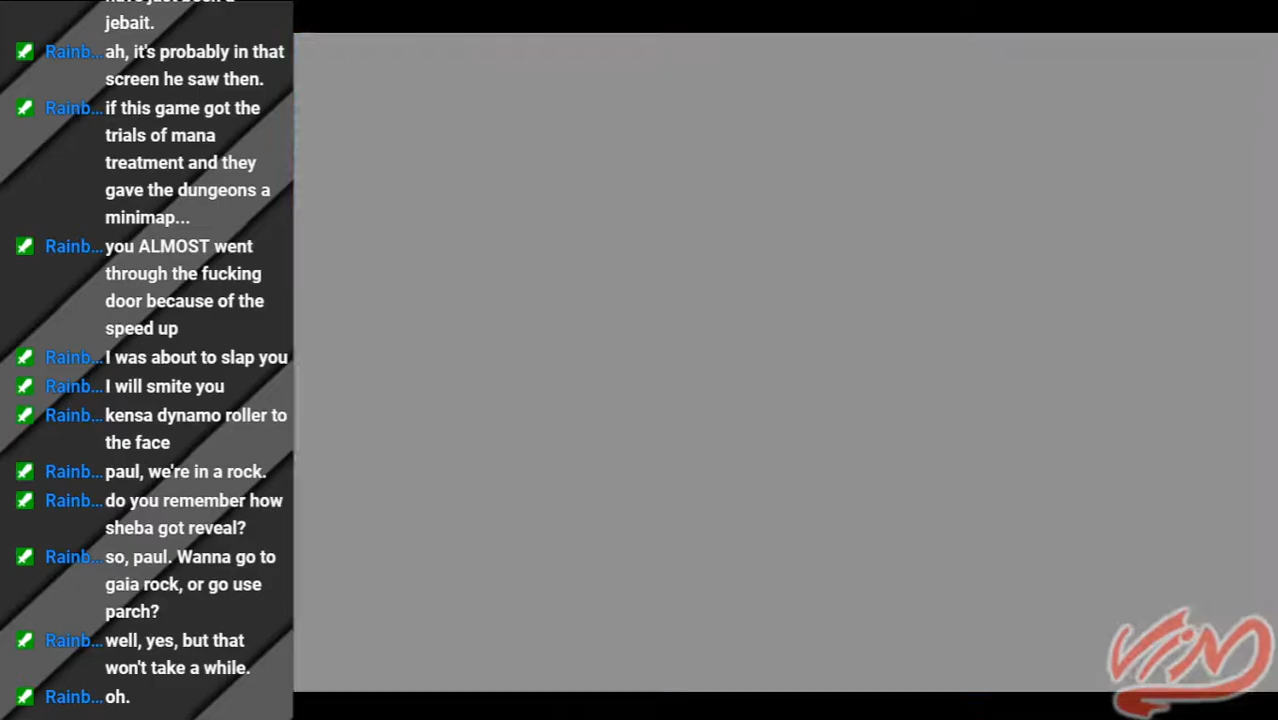 have just been a
jebait.
Rainb... ah, it's probably in that
screen he saw then.
Rainb... if this game got the
trials of mana
treatment and they
gave the dungeons a
minimap...
Rainb... you ALMOST went
through the fucking
door because of the
speed up
Rainb... I was about to slap you
Rainb... I will smite you
Rainb... kensa dynamo roller to
the face
Rainb... paul, we're in a rock.
Rainb... do you remember how
sheba got reveal?
Rainb... so, paul. Wanna go to
gaia rock, or go use
parch?
Rainb... well, yes, but that
won't take a while.
Rainb... oh.